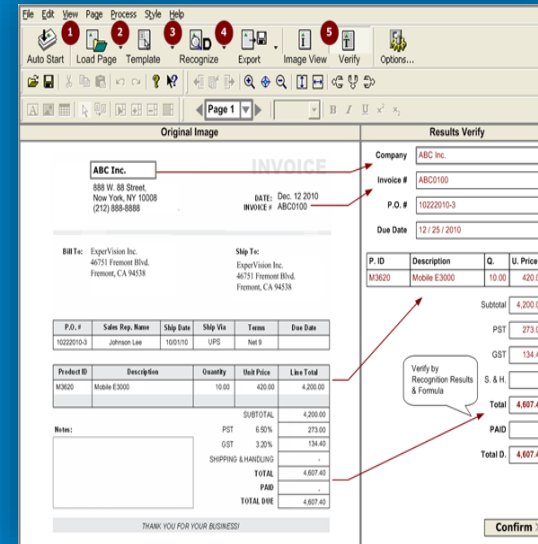 File Edit View Page Process Style Help
1 2 3 4 5
Auto Start Load Page Template Recognize Export Image View Verify Options...
Page 1 B I U x² x₂
Original Image
Results Verify
ABC Inc.
INVOICE
888 W. 88 Street,
New York, NY 10008
(212) 888-8888
DATE: Dec. 12 2010
INVOICE # ABC0100
Bill To: ExperVision Inc.
46751 Fremont Blvd.
Fremont, CA 94538
Ship To:
ExperVision Inc.
46751 Fremont Blvd.
Fremont, CA 94538
P.O. # Sales Rep. Name Ship Date Ship Via Terms Due Date
10222010-3 Johnson Lee 10/01/10 UPS Net 9
Product ID Description Quantity Unit Price Line Total
M3620 Mobile E3000 10.00 420.00 4,200.00
SUBTOTAL 4,200.00
Notes:
PST 6.50% 273.00
GST 3.20% 134.40
SHIPPING & HANDLING .
TOTAL 4,607.40
PAID .
TOTAL DUE 4,607.40
THANK YOU FOR YOUR BUSINESS!
Company ABC Inc.
Invoice # ABC0100
P.O. # 10222010-3
Due Date 12 / 25 / 2010
P. ID Description Q. U. Price
M3620 Mobile E3000 10.00 420.0
Subtotal 4,200.0
PST 273.0
GST 134.4
S. & H.
Total 4,607.4
PAID
Total D. 4,607.4
Verify by
Recognition Results
& Formula
Confirm